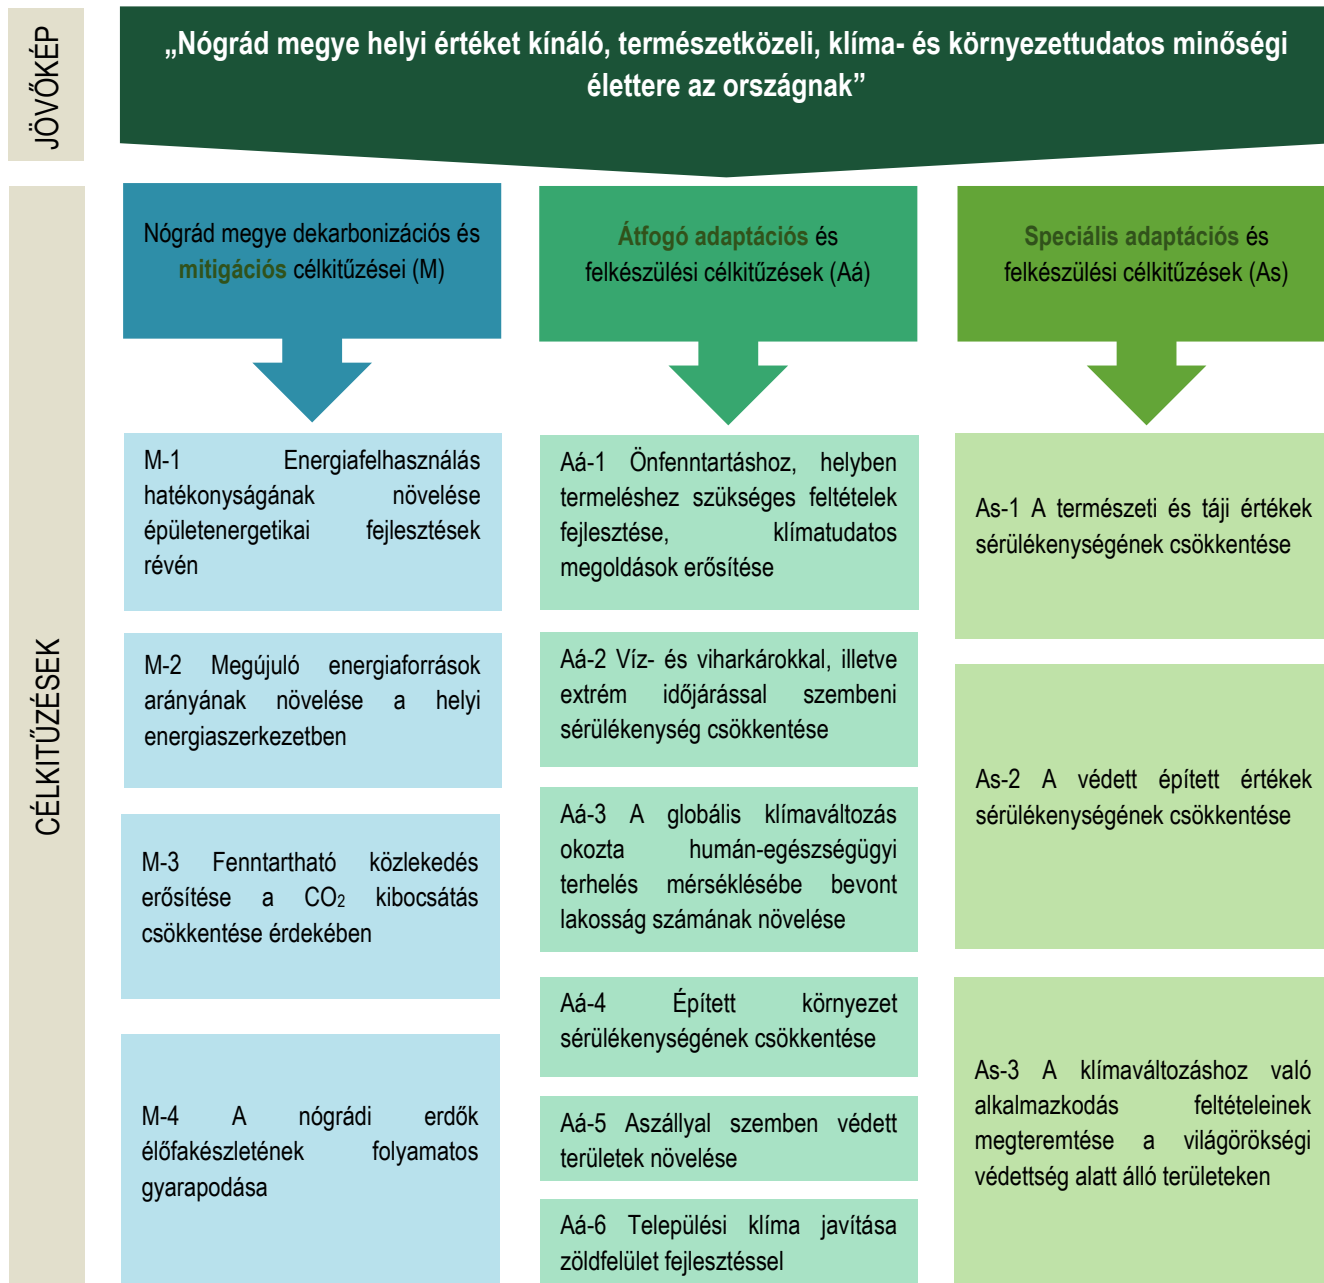 JÖVŐKÉP
„Nógrád megye helyi értéket kínáló, természetközeli, klíma- és környezettudatos minőségi
élettere az országnak”
CÉLKITŰZÉSEK
Nógrád megye dekarbonizációs és
mitigációs célkitűzései (M)
M-1 Energiafelhasználás
hatékonyságának növelése
épületenergetikai fejlesztések
révén
M-2 Megújuló energiaforrások
arányának növelése a helyi
energiaszerkezetben
M-3 Fenntartható közlekedés
erősítése a CO₂ kibocsátás
csökkentése érdekében
M-4 A nógrádi erdők
élőfakészletének folyamatos
gyarapodása
Átfogó adaptációs és
felkészülési célkitűzések (Aá)
Aá-1 Önfenntartáshoz, helyben
termeléshez szükséges feltételek
fejlesztése, klímatudatos
megoldások erősítése
Aá-2 Víz- és viharkárokkal, illetve
extrém időjárással szembeni
sérülékenység csökkentése
Aá-3 A globális klímaváltozás
okozta humán-egészségügyi
terhelés mérséklésébe bevont
lakosság számának növelése
Aá-4 Épített környezet
sérülékenységének csökkentése
Aá-5 Aszállyal szemben védett
területek növelése
Aá-6 Települési klíma javítása
zöldfelület fejlesztéssel
Speciális adaptációs és
felkészülési célkitűzések (As)
As-1 A természeti és táji értékek
sérülékenységének csökkentése
As-2 A védett épített értékek
sérülékenységének csökkentése
As-3 A klímaváltozáshoz való
alkalmazkodás feltételeinek
megteremtése a világörökségi
védettség alatt álló területeken